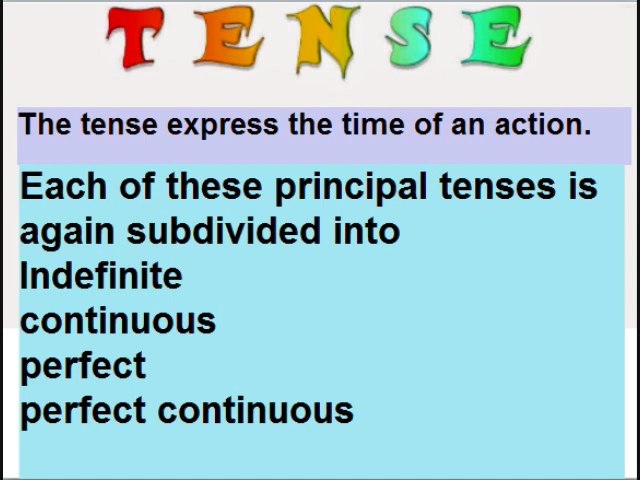 TENSE
The tense express the time of an action.
Each of these principal tenses is
again subdivided into
Indefinite
continuous
perfect
perfect continuous